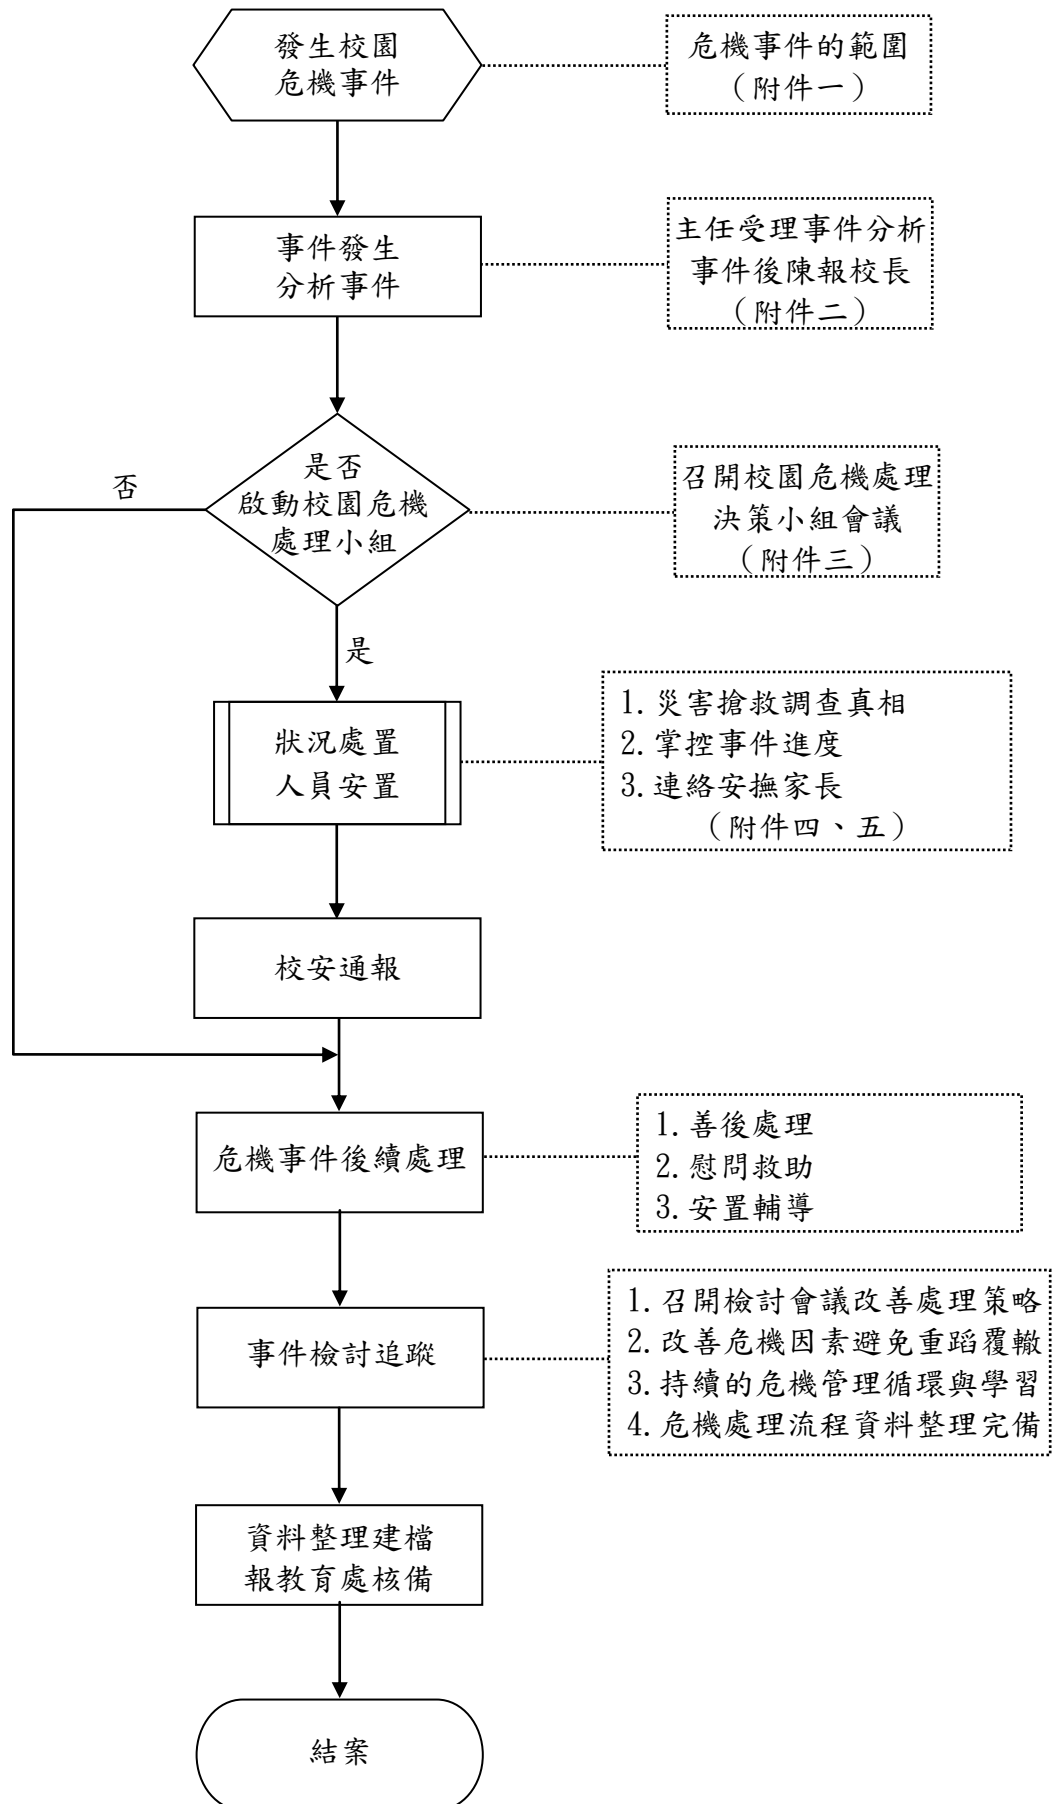 發生校園
危機事件
危機事件的範圍
（附件一）
事件發生
分析事件
主任受理事件分析
事件後陳報校長
（附件二）
是否
啟動校園危機
處理小組
否
召開校園危機處理
決策小組會議
（附件三）
是
狀況處置
人員安置
1.災害搶救調查真相
2.掌控事件進度
3.連絡安撫家長
（附件四、五）
校安通報
危機事件後續處理
1.善後處理
2.慰問救助
3.安置輔導
事件檢討追蹤
1.召開檢討會議改善處理策略
2.改善危機因素避免重蹈覆轍
3.持續的危機管理循環與學習
4.危機處理流程資料整理完備
資料整理建檔
報教育處核備
結案